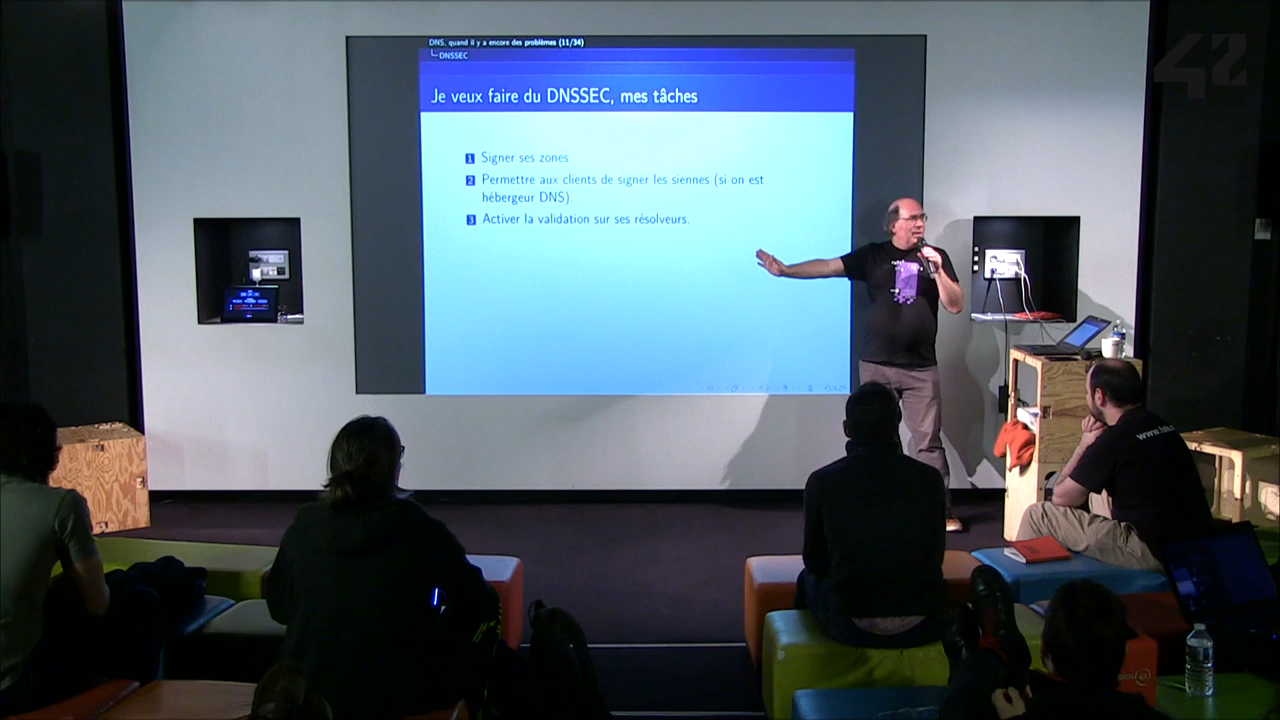 DNS, quand il y a encore des problèmes (11/34)
DNSSEC
42
Je veux faire du DNSSEC, mes tâches
1 Signer ses zones.
2 Permettre aux clients de signer les siennes (si on est
hébergeur DNS).
3 Activer la validation sur ses résolveurs.